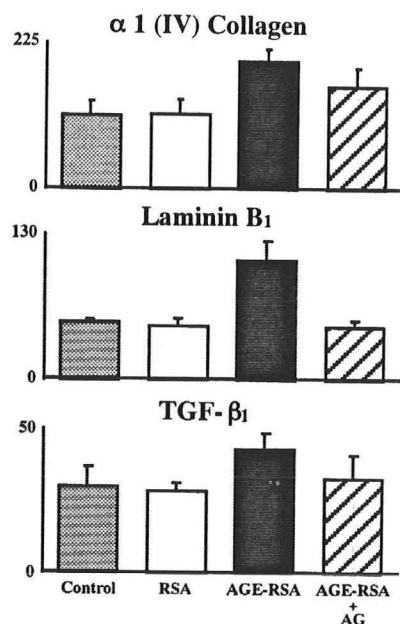 α 1 (IV) Collagen
225
0
Laminin B₁
130
0
TGF- β₁
50
0
Control RSA AGE-RSA AGE-RSA
+
AG